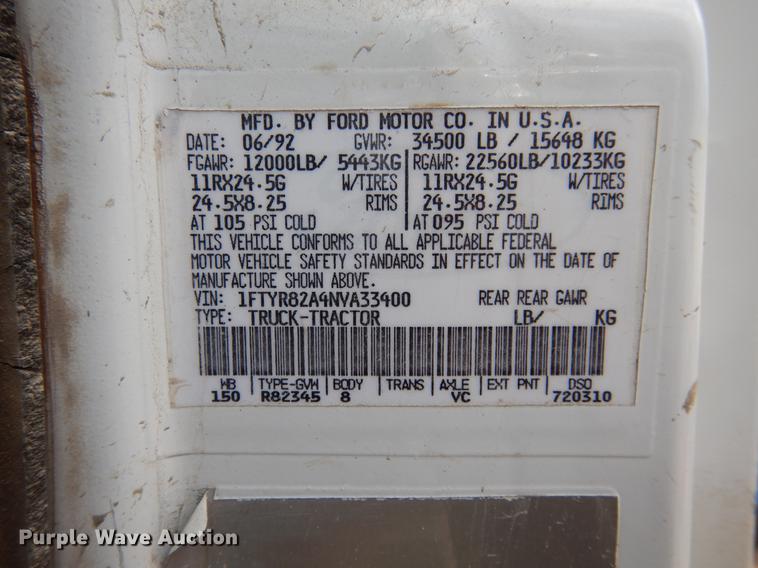 MFD. BY FORD MOTOR CO. IN U.S.A.
DATE: 06/92 GVWR: 34500 LB / 15648 KG
FGAWR: 12000LB/ 5443KG RGAWR: 22560LB/10233KG
11RX24.5G W/TIRES 11RX24.5G W/TIRES
24.5X8.25 RIMS 24.5X8.25 RIMS
AT 105 PSI COLD AT 095 PSI COLD
THIS VEHICLE CONFORMS TO ALL APPLICABLE FEDERAL
MOTOR VEHICLE SAFETY STANDARDS IN EFFECT ON THE DATE OF
MANUFACTURE SHOWN ABOVE.
VIN: 1FTYR82A4NVA33400 REAR REAR GAWR
TYPE: TRUCK-TRACTOR LB/ KG
WB TYPE-GVW BODY TRANS AXLE EXT PNT DSO
150 R82345 8 VC 720310
Purple Wave Auction